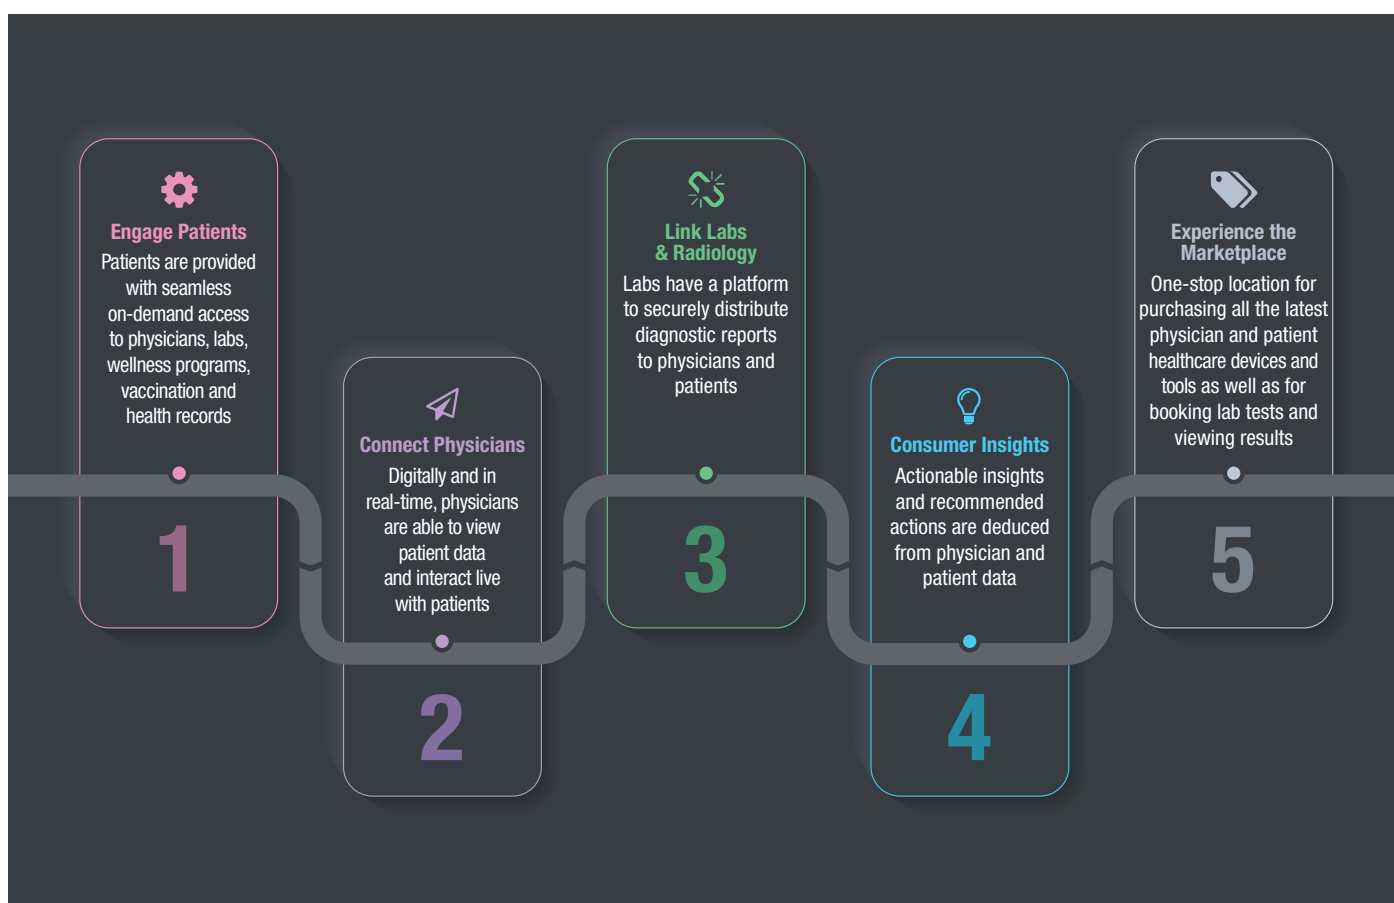 Engage Patients
Patients are provided
with seamless
on-demand access
to physicians, labs,
wellness programs,
vaccination and
health records
1
Connect Physicians
Digitally and in
real-time, physicians
are able to view
patient data
and interact live
with patients
2
Link Labs
& Radiology
Labs have a platform
to securely distribute
diagnostic reports
to physicians and
patients
3
Consumer Insights
Actionable insights
and recommended
actions are deduced
from physician and
patient data
4
Experience the
Marketplace
One-stop location for
purchasing all the latest
physician and patient
healthcare devices and
tools as well as for
booking lab tests and
viewing results
5